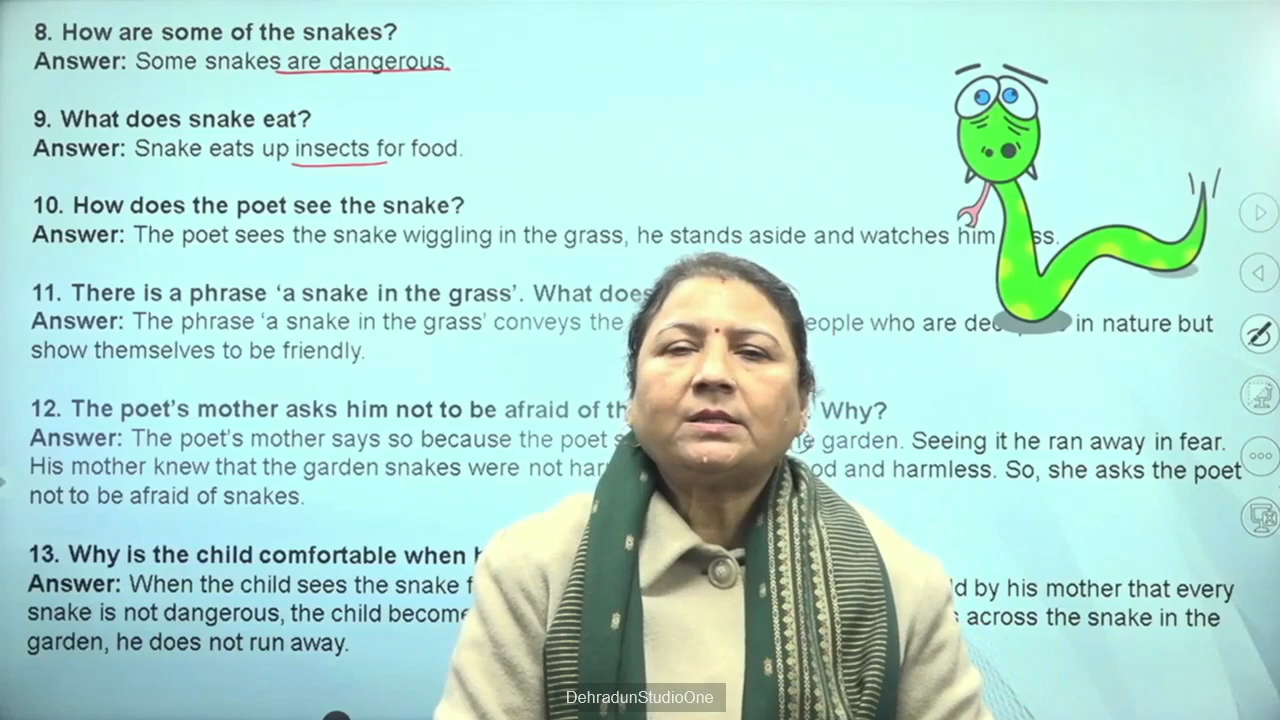 8. How are some of the snakes?
Answer: Some snakes are dangerous.
9. What does snake eat?
Answer: Snake eats up insects for food.
10. How does the poet see the snake?
Answer: The poet sees the snake wiggling in the grass, he stands aside and watches him ss.
11. There is a phrase ‘a snake in the grass’. What does
Answer: The phrase ‘a snake in the grass’ conveys the eople who are dec in nature but
show themselves to be friendly.
12. The poet’s mother asks him not to be afraid of th Why?
Answer: The poet's mother says so because the poet s garden. Seeing it he ran away in fear.
His mother knew that the garden snakes were not har od and harmless. So, she asks the poet
not to be afraid of snakes.
13. Why is the child comfortable when h
Answer: When the child sees the snake f d by his mother that every
snake is not dangerous, the child become s across the snake in the
garden, he does not run away.
DehradunStudioOne